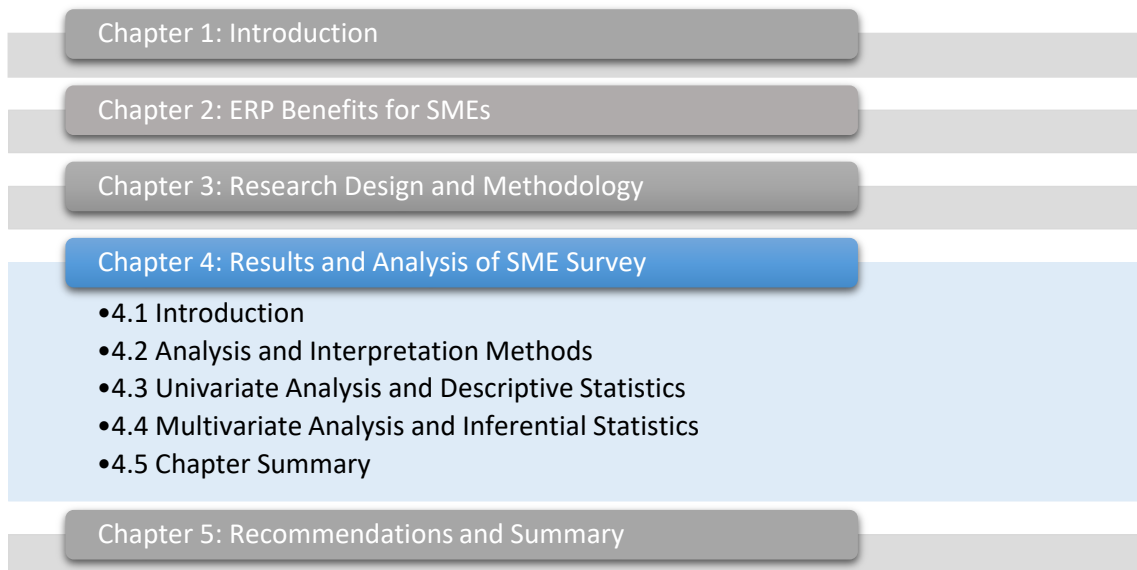 Chapter 1: Introduction
Chapter 2: ERP Benefits for SMEs
Chapter 3: Research Design and Methodology
Chapter 4: Results and Analysis of SME Survey
•4.1 Introduction
•4.2 Analysis and Interpretation Methods
•4.3 Univariate Analysis and Descriptive Statistics
•4.4 Multivariate Analysis and Inferential Statistics
•4.5 Chapter Summary
Chapter 5: Recommendations and Summary